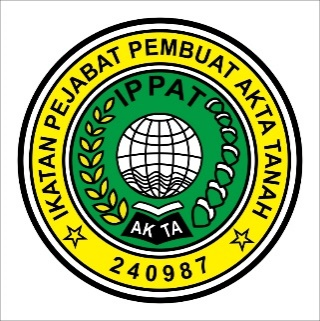 IKATAN PEJABAT PEMBUAT AKTA TANAH
IPPAT
AK TA
240987